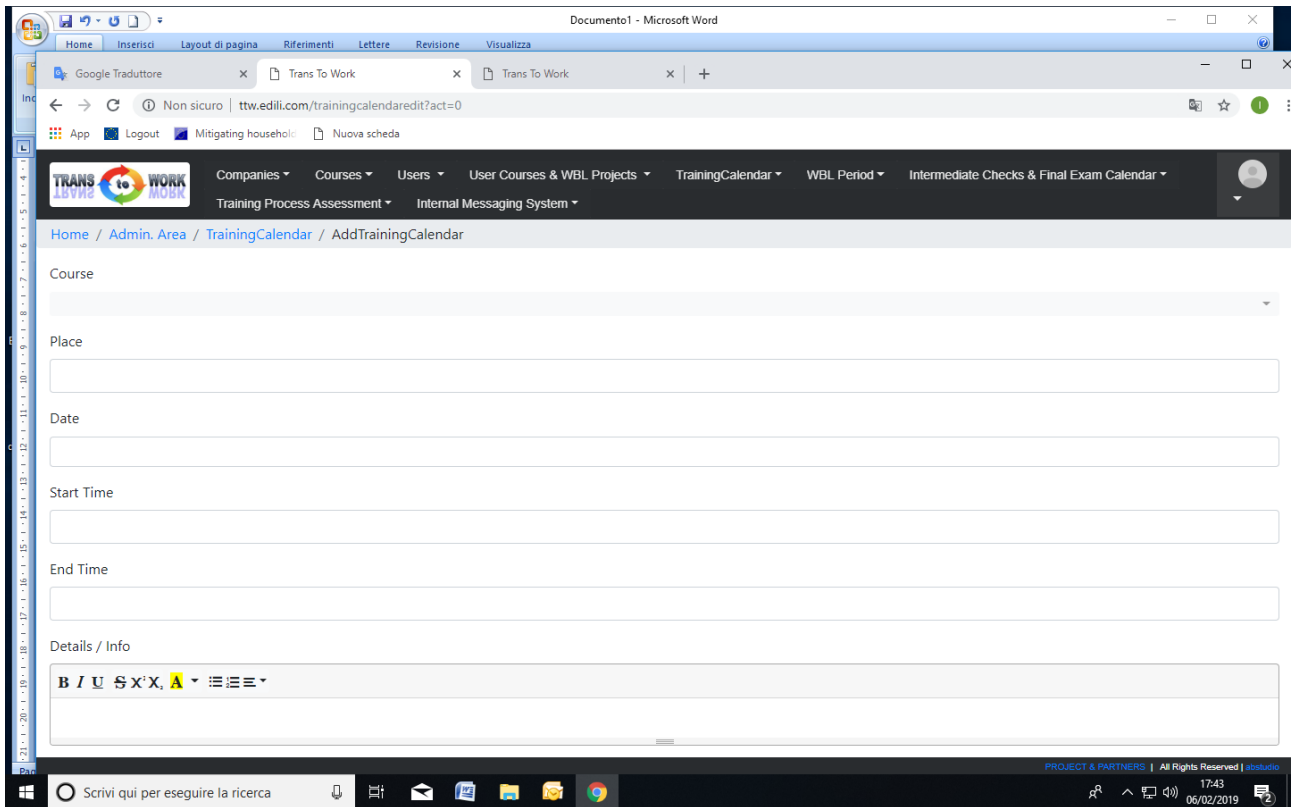 Documento1 - Microsoft Word
Home Inserisci Layout di pagina Riferimenti Lettere Revisione Visualizza
Google Traduttore Trans To Work Trans To Work
Non sicuro | ttw.edili.com/trainingcalendaredit?act=0
App Logout Mitigating househol Nuova scheda
TRANS to WORK
Companies Courses Users User Courses & WBL Projects TrainingCalendar WBL Period Intermediate Checks & Final Exam Calendar
Training Process Assessment Internal Messaging System
Home / Admin. Area / TrainingCalendar / AddTrainingCalendar
Course
Place
Date
Start Time
End Time
Details / Info
B I U S X² X₂ A
PROJECT & PARTNERS | All Rights Reserved | abstudio
Scrivi qui per eseguire la ricerca
17:43
06/02/2019